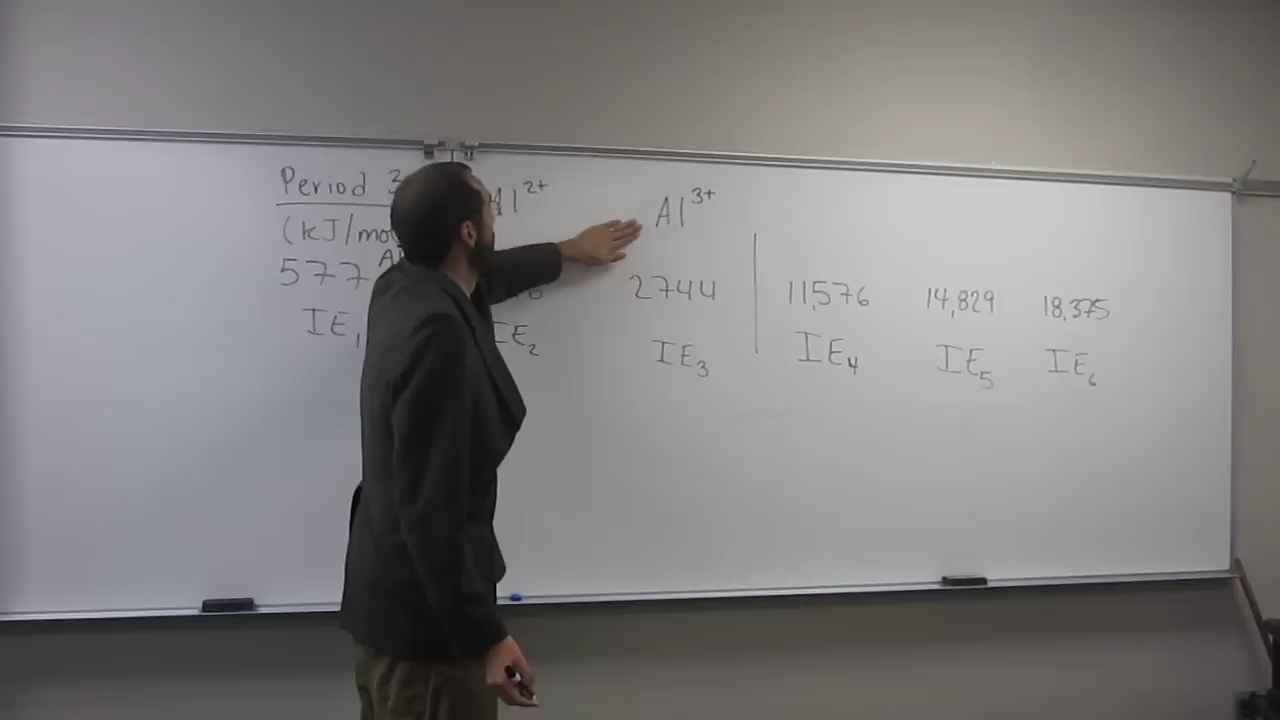 Period 3 Al²⁺ Al³⁺
(kJ/mo
577 2744 11,576 14,829 18,375
IE₁ IE₂ IE₃ IE₄ IE₅ IE₆